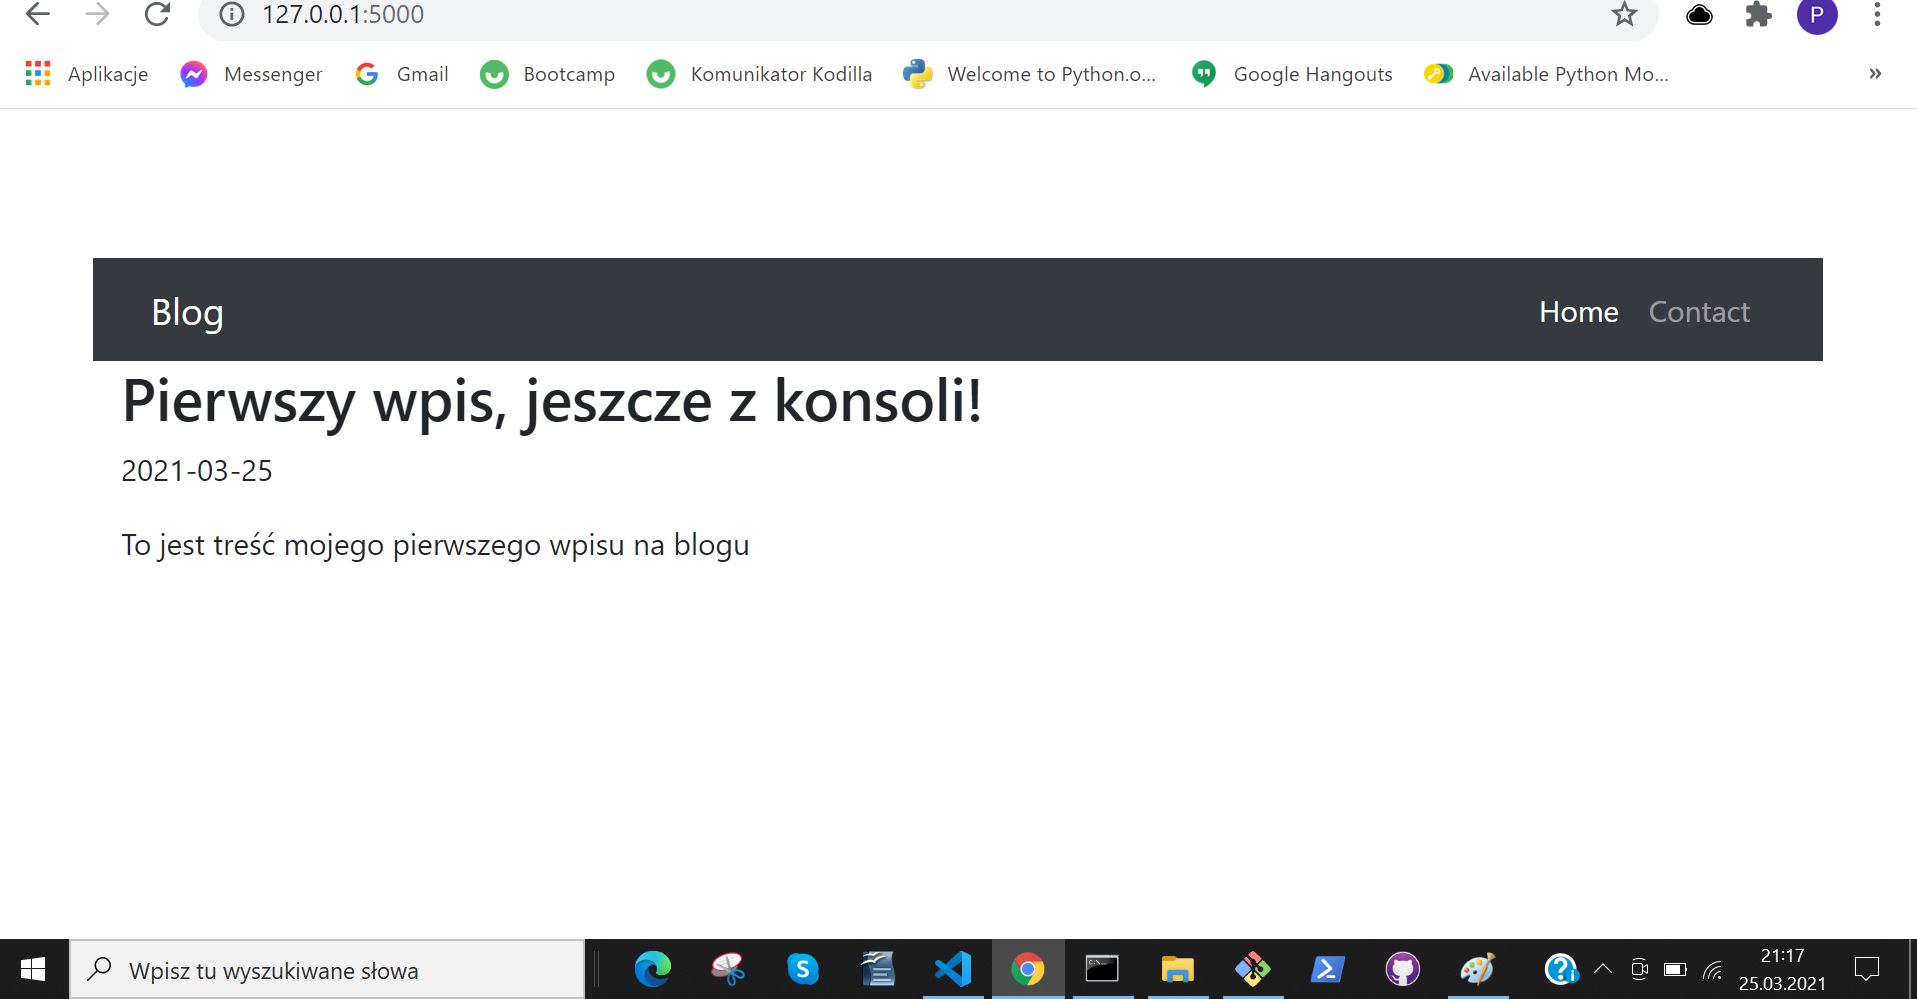 127.0.0.1:5000
P
Aplikacje Messenger Gmail Bootcamp Komunikator Kodilla Welcome to Python.o... Google Hangouts Available Python Mo... »
Blog Home Contact
Pierwszy wpis, jeszcze z konsoli!
2021-03-25
To jest treść mojego pierwszego wpisu na blogu
Wpisz tu wyszukiwane słowa
21:17
25.03.2021